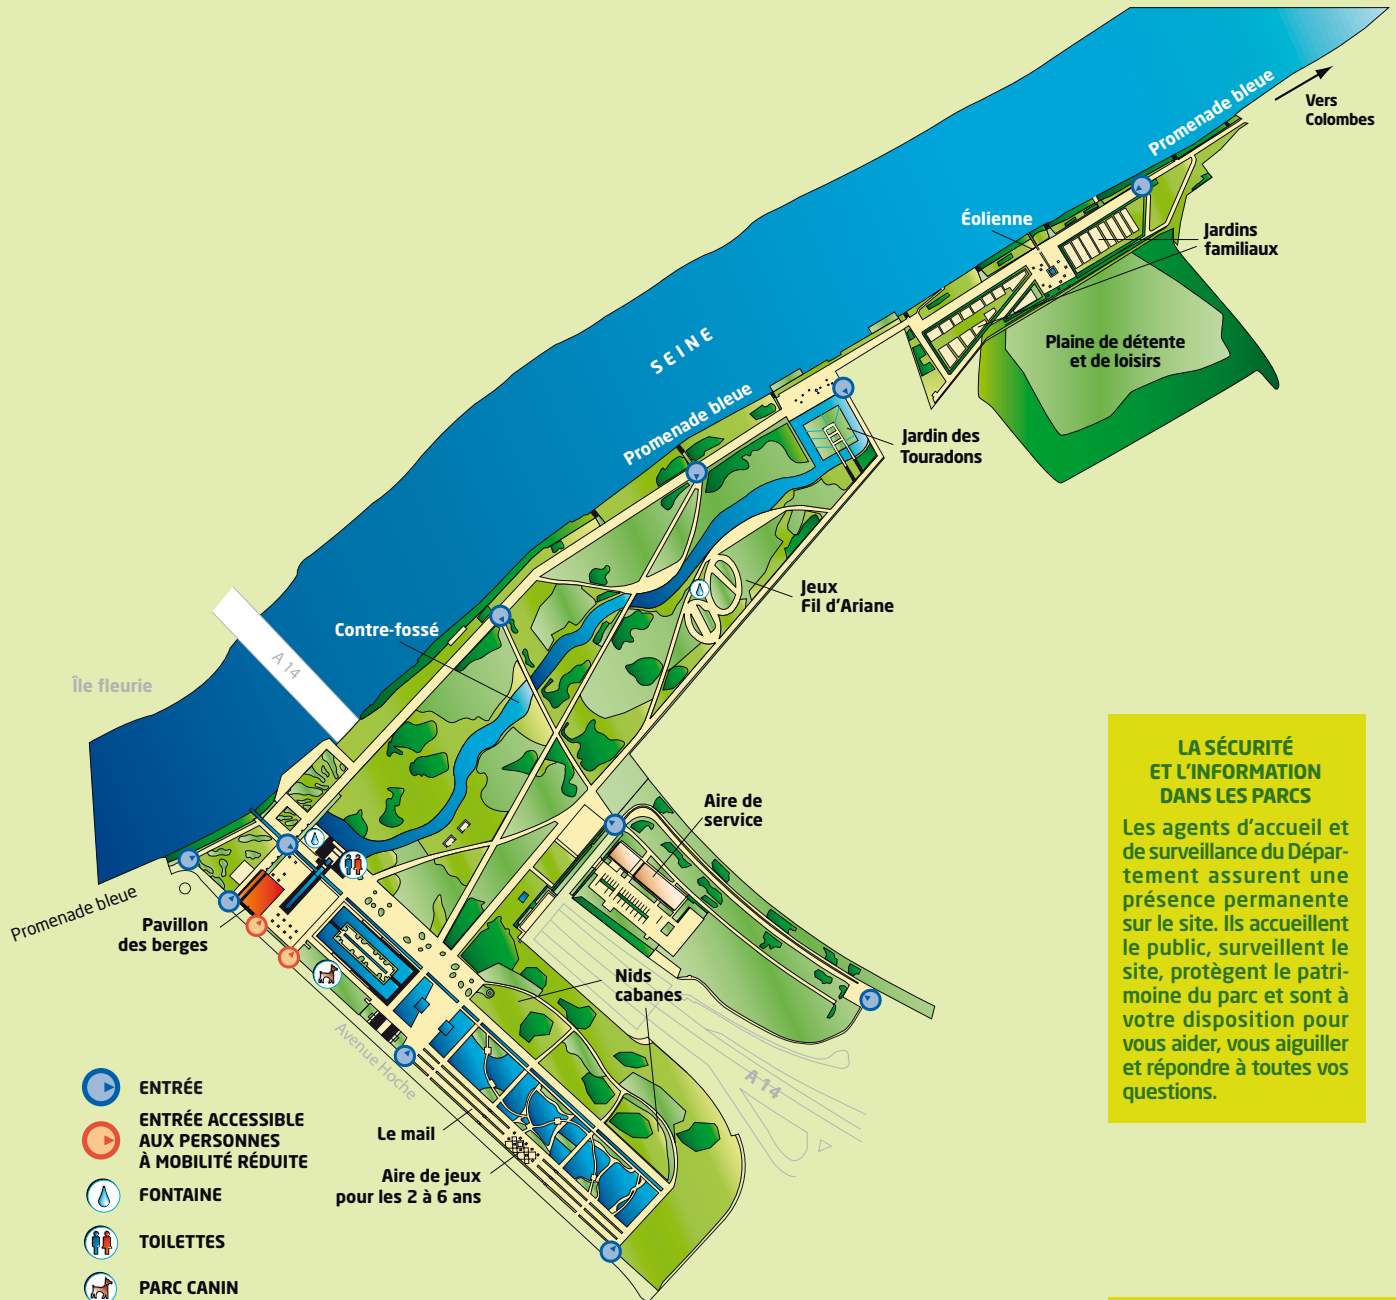 Promenade bleue
Vers
Colombes
Éolienne
Jardins
familiaux
SEINE
Plaine de détente
et de loisirs
Promenade bleue
Jardin des
Touradons
Jeux
Fil d'Ariane
Contre-fossé
A 14
Île fleurie
Aire de
service
Promenade bleue
Pavillon
des berges
Nids
cabanes
Avenue Hoche
A 14
Le mail
Aire de jeux
pour les 2 à 6 ans
ENTRÉE
ENTRÉE ACCESSIBLE
AUX PERSONNES
À MOBILITÉ RÉDUITE
FONTAINE
TOILETTES
PARC CANIN
LA SÉCURITÉ
ET L'INFORMATION
DANS LES PARCS
Les agents d'accueil et
de surveillance du Dépar-
tement assurent une
présence permanente
sur le site. Ils accueillent
le public, surveillent le
site, protègent le patri-
moine du parc et sont à
votre disposition pour
vous aider, vous aiguiller
et répondre à toutes vos
questions.